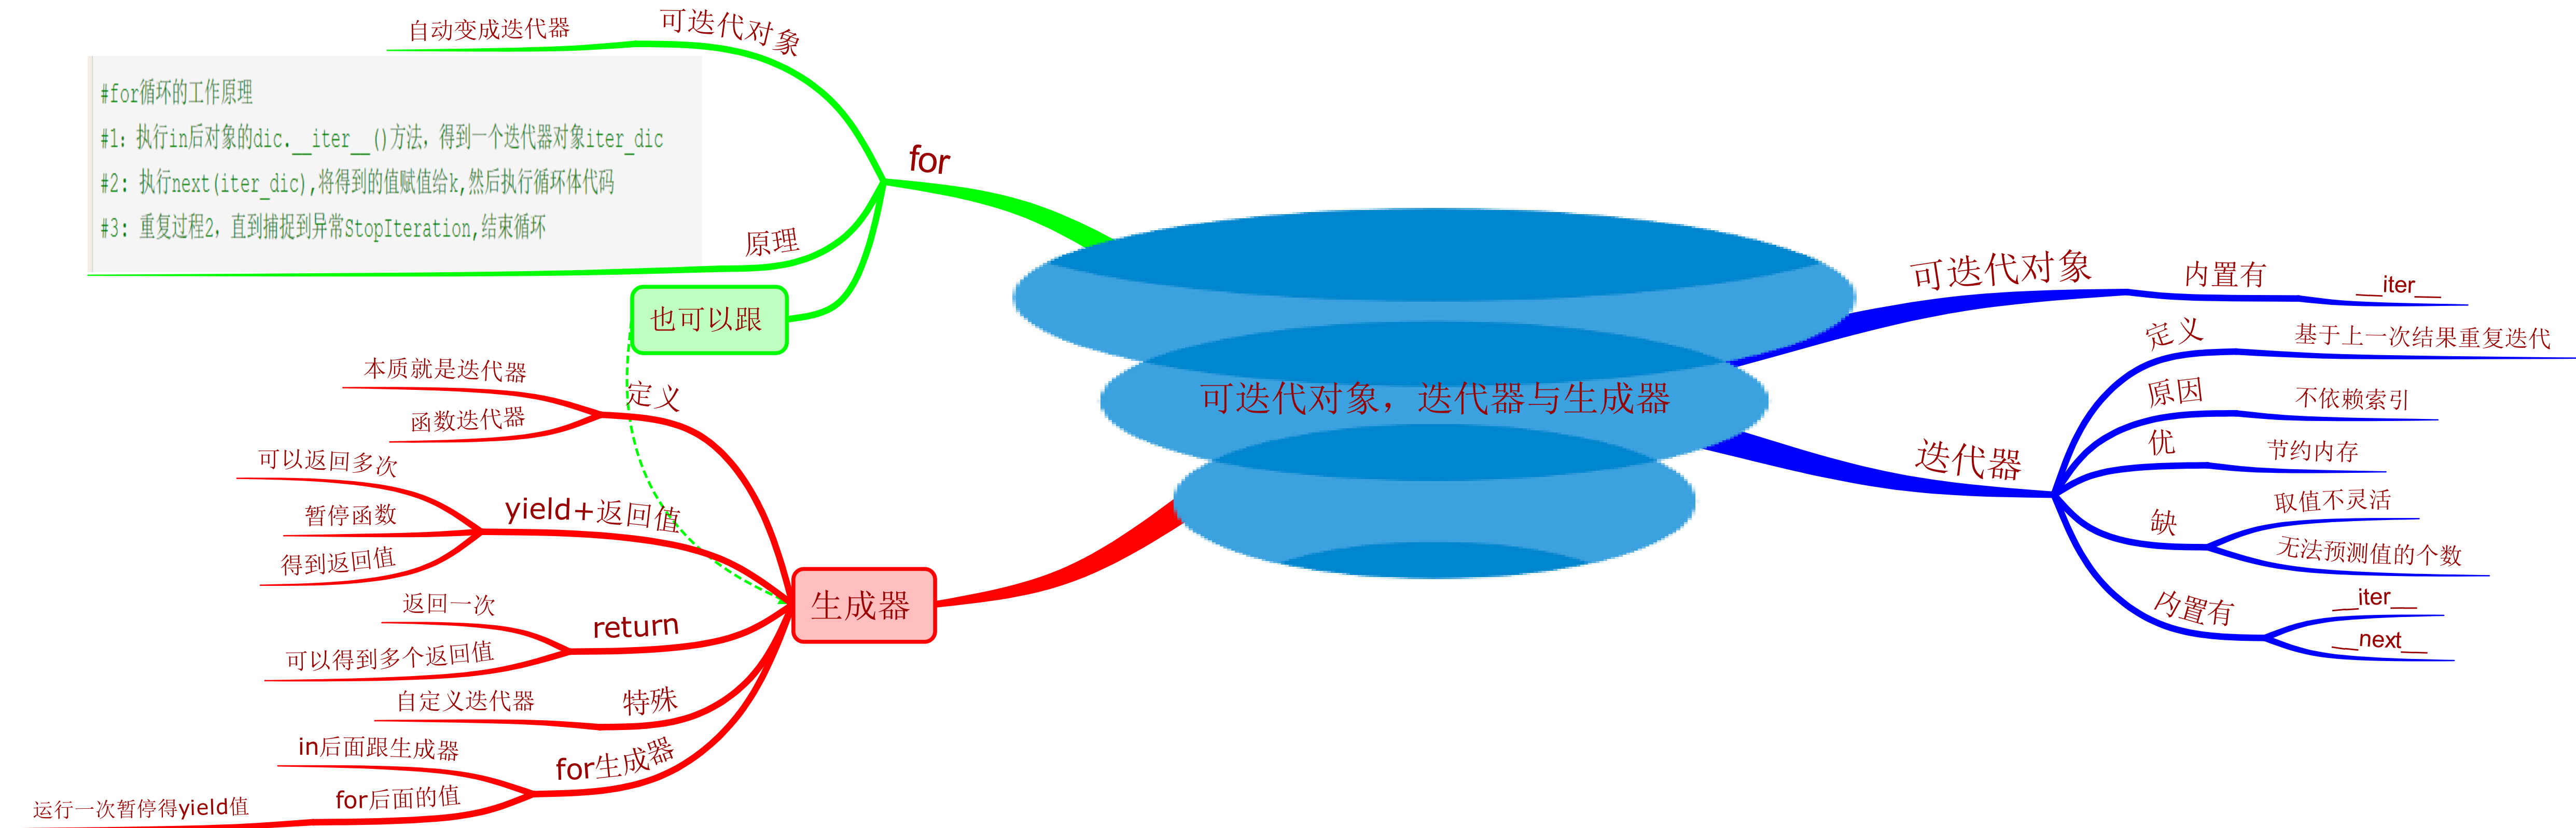 可迭代对象，迭代器与生成器
可迭代对象
内置有
__iter__
迭代器
定义
基于上一次结果重复迭代
原因
不依赖索引
优
节约内存
缺
取值不灵活
无法预测值的个数
内置有
__iter__
__next__
for
可迭代对象
自动变成迭代器
原理
#for循环的工作原理
#1: 执行in后对象的dic.__iter__()方法，得到一个迭代器对象iter_dic
#2: 执行next(iter_dic),将得到的值赋值给k,然后执行循环体代码
#3: 重复过程2，直到捕捉到异常StopIteration,结束循环
也可以跟
生成器
定义
本质就是迭代器
函数迭代器
yield+返回值
可以返回多次
暂停函数
得到返回值
return
返回一次
可以得到多个返回值
特殊
自定义迭代器
for生成器
in后面跟生成器
for后面的值
运行一次暂停得yield值